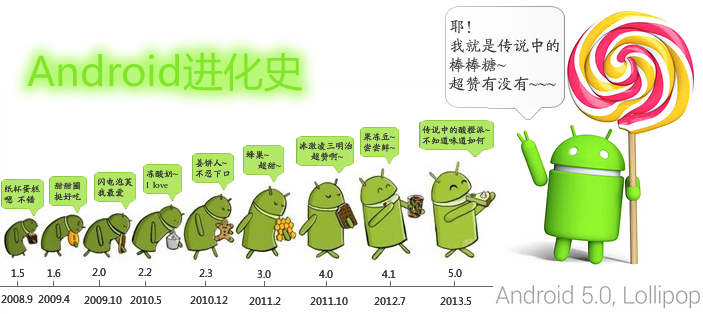 Android进化史
耶!
我就是传说中的
棒棒糖~
超赞有没有~~~
纸杯蛋糕
嗯 不错
甜甜圈
挺好吃
闪电泡芙
我最爱
冻酸奶~
I love
姜饼人~
不忍下口
蜂巢~
超甜~
冰激凌三明治
超赞啊~
果冻豆~
尝尝鲜~
传说中的酸橙派~
不知道味道如何
1.5 1.6 2.0 2.2 2.3 3.0 4.0 4.1 5.0
2008.9 2009.4 2009.10 2010.5 2010.12 2011.2 2011.10 2012.7 2013.5
Android 5.0, Lollipop